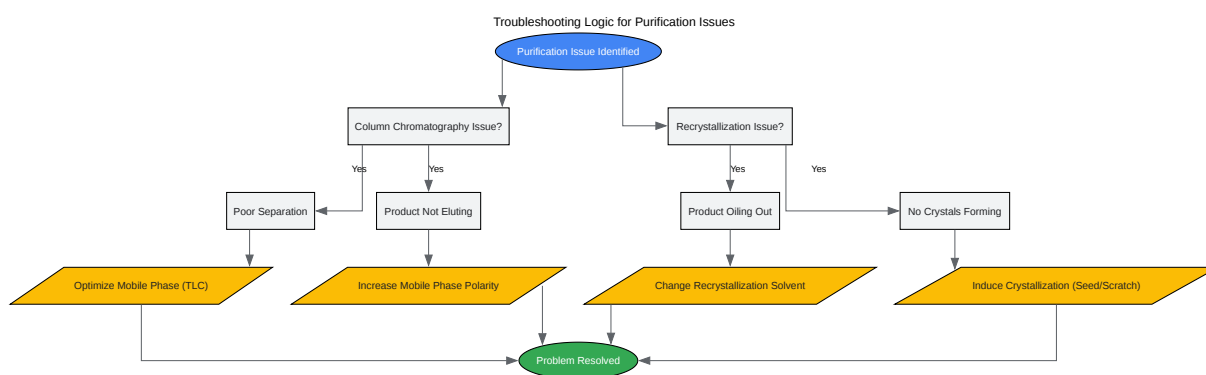 Troubleshooting Logic for Purification Issues
Purification Issue Identified
Column Chromatography Issue?
Recrystallization Issue?
Yes
Yes
Yes
Yes
Poor Separation
Product Not Eluting
Product Oiling Out
No Crystals Forming
Optimize Mobile Phase (TLC)
Increase Mobile Phase Polarity
Change Recrystallization Solvent
Induce Crystallization (Seed/Scratch)
Problem Resolved